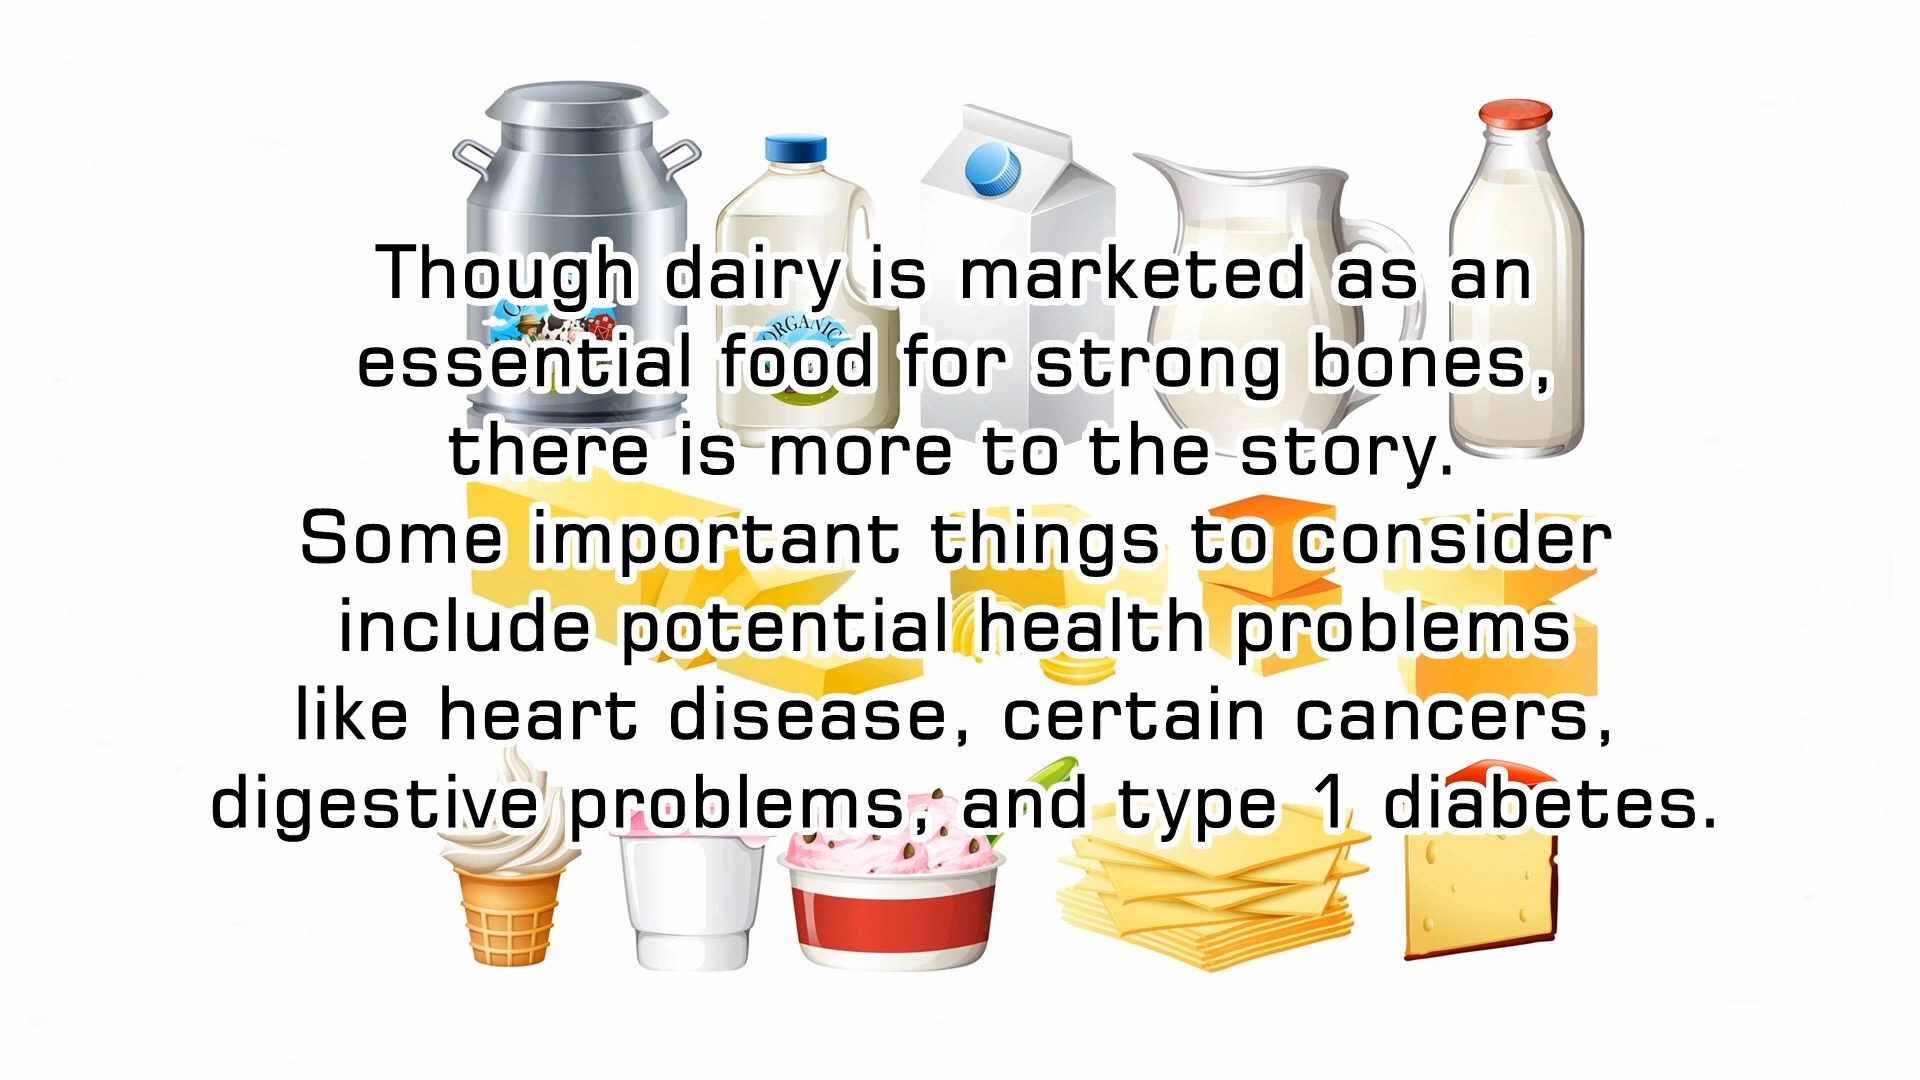 Though dairy is marketed as an
essential food for strong bones,
there is more to the story.
Some important things to consider
include potential health problems
like heart disease, certain cancers,
digestive problems, and type 1 diabetes.
ORGANIC